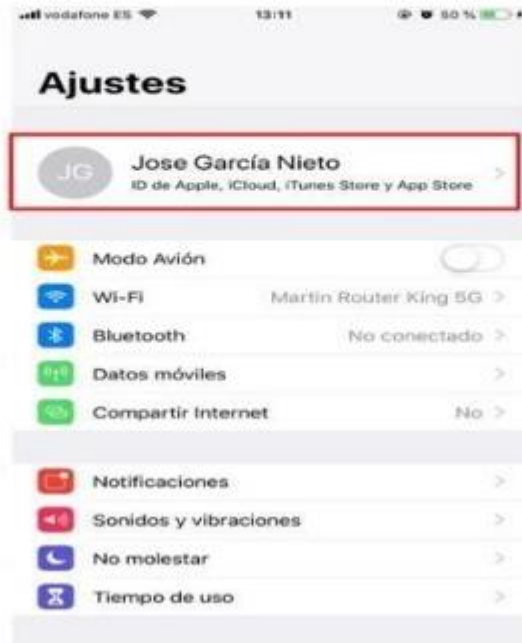 vodafone ES 13:11 50 %
Ajustes
JG
Jose García Nieto
ID de Apple, iCloud, iTunes Store y App Store
Modo Avión
Wi-Fi Martin Router King 5G
Bluetooth No conectado
Datos móviles
Compartir Internet No
Notificaciones
Sonidos y vibraciones
No molestar
Tiempo de uso